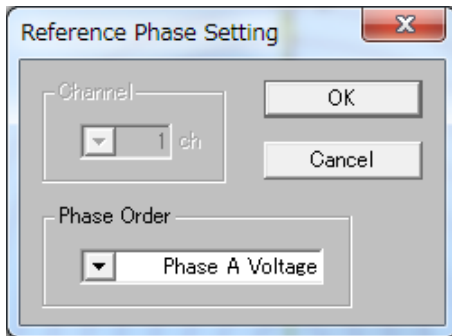 Reference Phase Setting
Channel
1 ch
OK
Cancel
Phase Order
Phase A Voltage